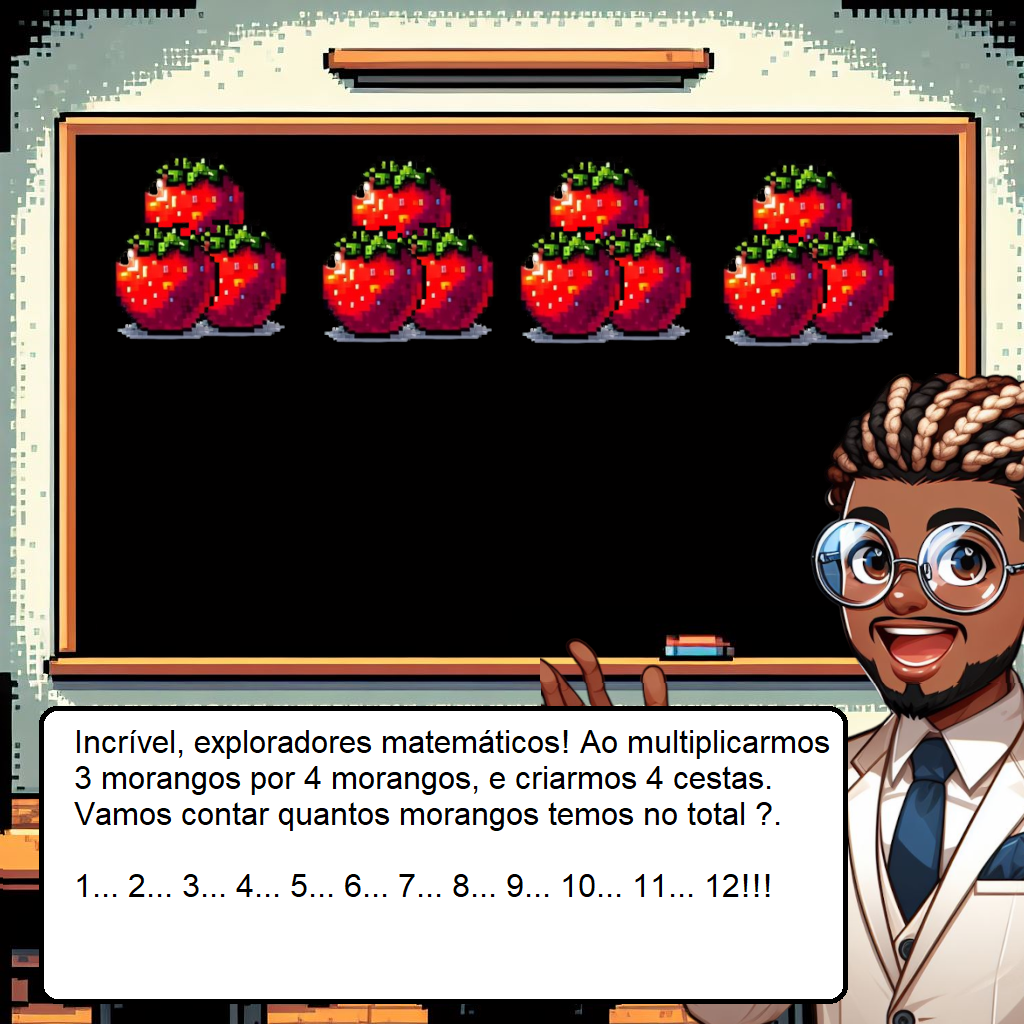 Incrível, exploradores matemáticos! Ao multiplicarmos
3 morangos por 4 morangos, e criarmos 4 cestas.
Vamos contar quantos morangos temos no total ?.
1... 2... 3... 4... 5... 6... 7... 8... 9... 10... 11... 12!!!